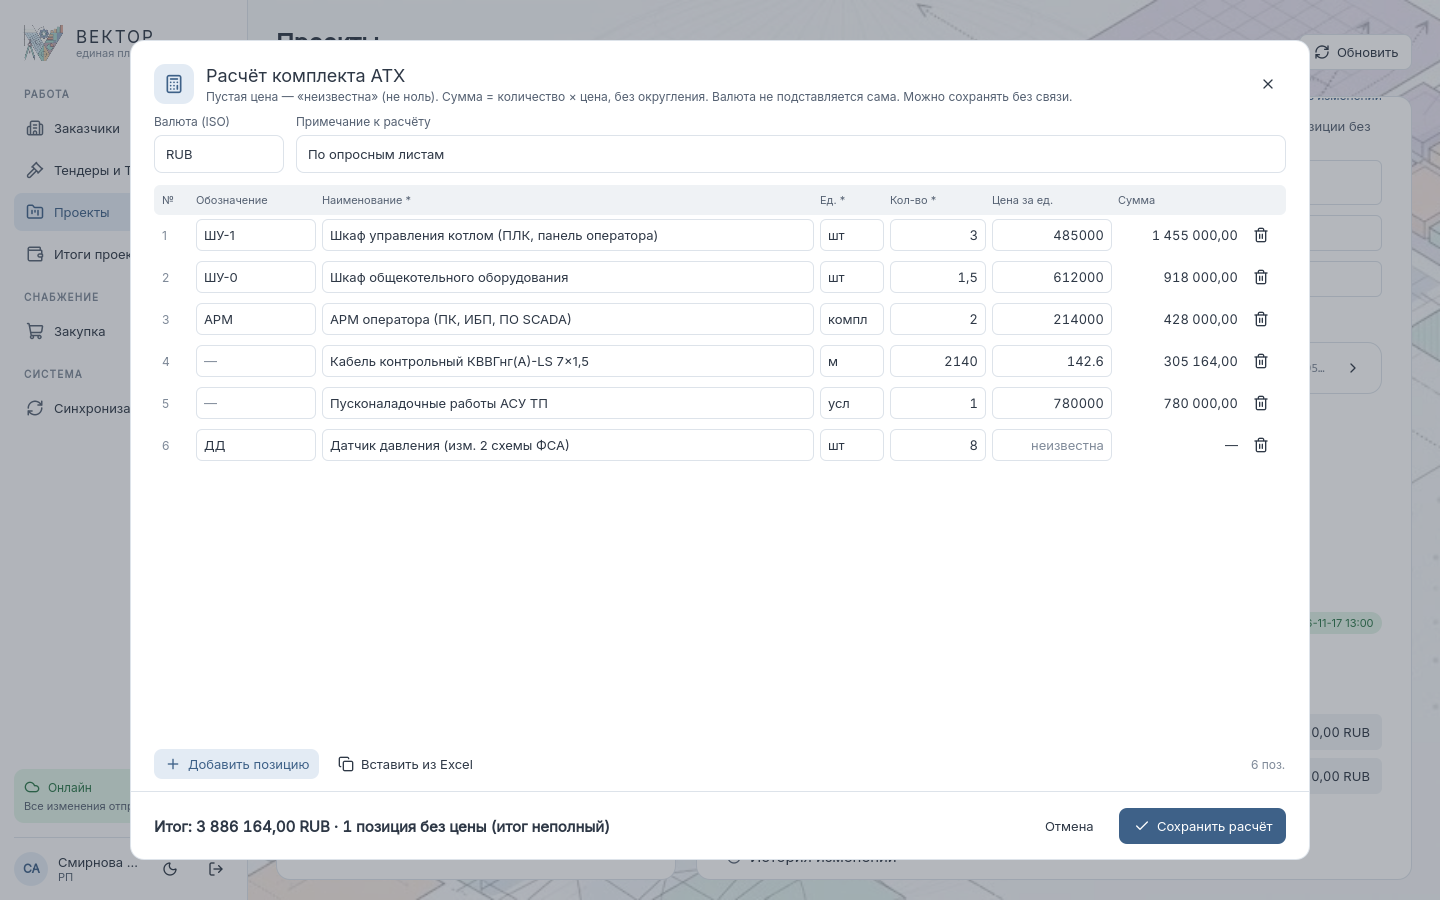 ВЕКТОР
РАБОТА
Заказчики
Тендеры и Т
Проекты
СНАБЖЕНИЕ
Закупка
СИСТЕМА
Онлайн
Смирнова ...
СА
РП
Проекты
Обновить
зиции без
-11-17 13:00
0,00 RUB
0,00 RUB
Расчёт комплекта АТХ
Пустая цена — «неизвестна» (не ноль). Сумма = количество × цена, без округления. Валюта не подставляется сама. Можно сохранять без связи.
Валюта (ISO) Примечание к расчёту
RUB По опросным листам
№ Обозначение Наименование * Ед. * Кол-во * Цена за ед. Сумма
1 ШУ-1 Шкаф управления котлом (ПЛК, панель оператора) шт 3 485000 1 455 000,00
2 ШУ-0 Шкаф общекотельного оборудования шт 1,5 612000 918 000,00
3 АРМ АРМ оператора (ПК, ИБП, ПО SCADA) компл 2 214000 428 000,00
4 — Кабель контрольный КВВГнг(А)-LS 7×1,5 м 2140 142.6 305 164,00
5 — Пусконаладочные работы АСУ ТП усл 1 780000 780 000,00
6 ДД Датчик давления (изм. 2 схемы ФСА) шт 8 неизвестна —
Добавить позицию Вставить из Excel 6 поз.
Итог: 3 886 164,00 RUB · 1 позиция без цены (итог неполный) Отмена Сохранить расчёт